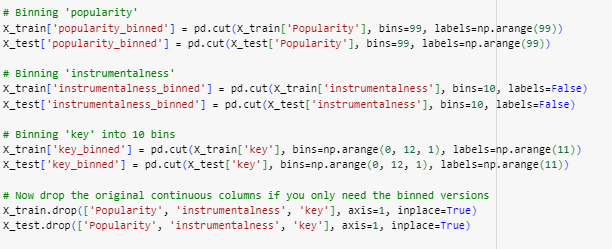 # Binning 'popularity'
X_train['popularity_binned'] = pd.cut(X_train['Popularity'], bins=99, labels=np.arange(99))
X_test['popularity_binned'] = pd.cut(X_test['Popularity'], bins=99, labels=np.arange(99))
# Binning 'instrumentalness'
X_train['instrumentalness_binned'] = pd.cut(X_train['instrumentalness'], bins=10, labels=False)
X_test['instrumentalness_binned'] = pd.cut(X_test['instrumentalness'], bins=10, labels=False)
# Binning 'key' into 10 bins
X_train['key_binned'] = pd.cut(X_train['key'], bins=np.arange(0, 12, 1), labels=np.arange(11))
X_test['key_binned'] = pd.cut(X_test['key'], bins=np.arange(0, 12, 1), labels=np.arange(11))
# Now drop the original continuous columns if you only need the binned versions
X_train.drop(['Popularity', 'instrumentalness', 'key'], axis=1, inplace=True)
X_test.drop(['Popularity', 'instrumentalness', 'key'], axis=1, inplace=True)